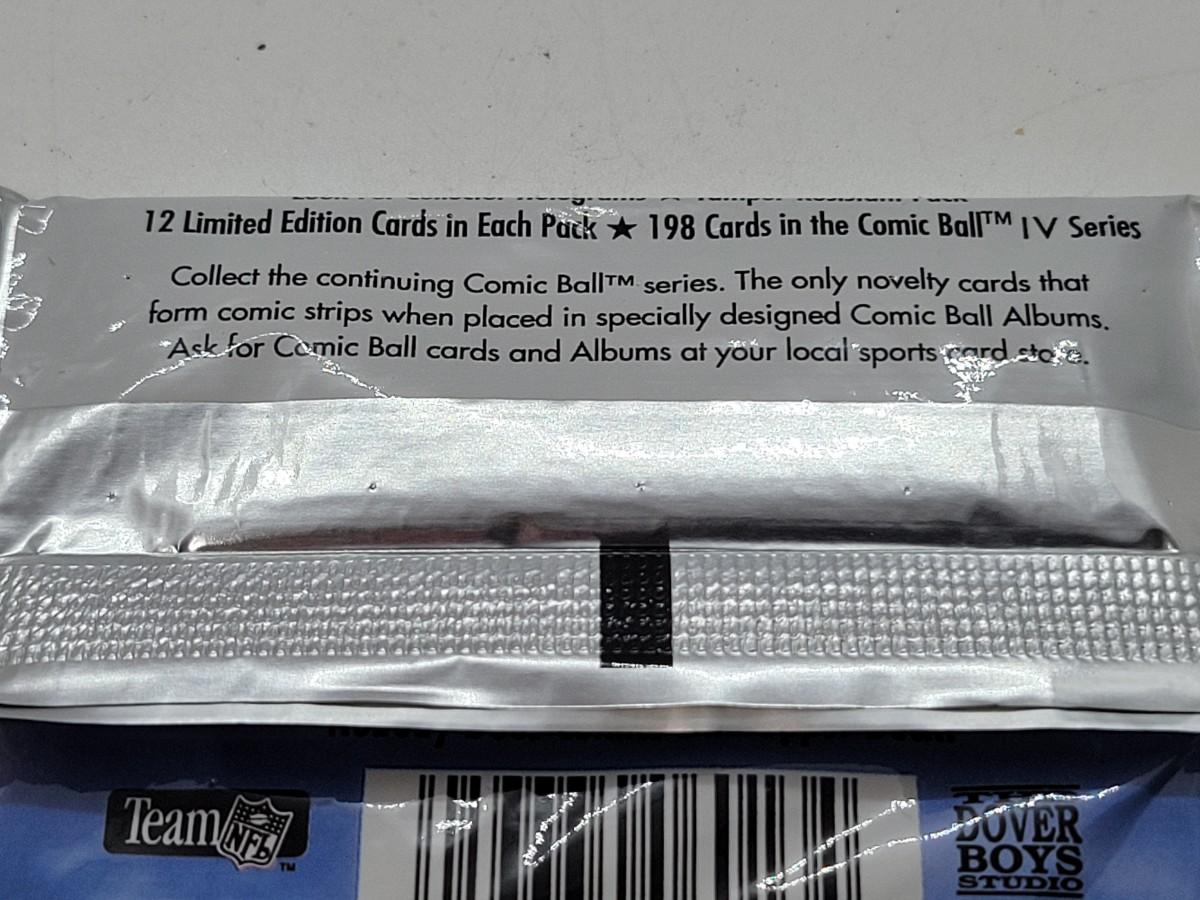 12 Limited Edition Cards in Each Pack ★ 198 Cards in the Comic Ball™ IV Series
Collect the continuing Comic Ball™ series. The only novelty cards that
form comic strips when placed in specially designed Comic Ball Albums.
Ask for Comic Ball cards and Albums at your local sports card store.
Team NFL ™
THE
DOVER
BOYS
STUDIO